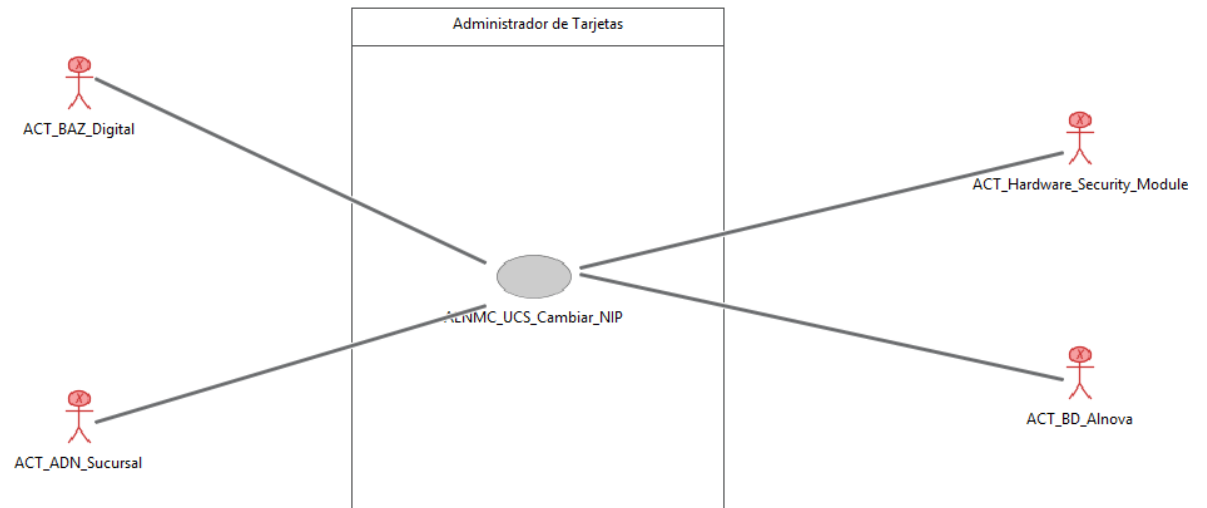 Administrador de Tarjetas
ACT_BAZ_Digital
ACT_Hardware_Security_Module
ALNMC_UCS_Cambiar_NIP
ACT_BD_Alnova
ACT_ADN_Sucursal